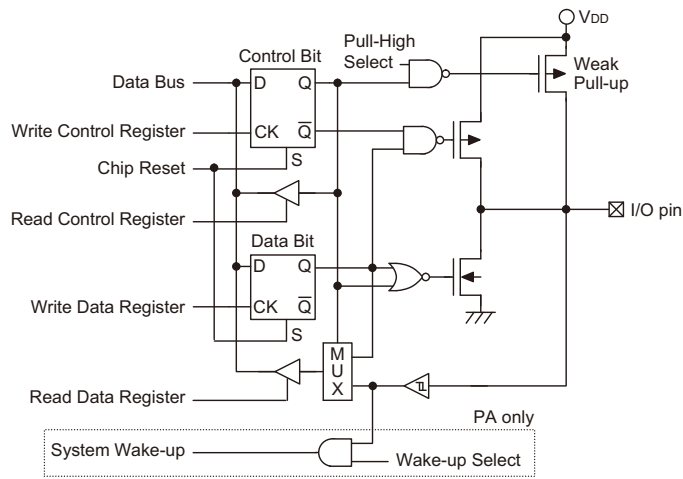 VDD
Control Bit
Pull-High
Select
Weak
Pull-up
Data Bus
D
Q
Write Control Register
CK
Q̅
Chip Reset
S
Read Control Register
I/O pin
Data Bit
D
Q
Write Data Register
CK
Q̅
S
M
U
X
Read Data Register
PA only
System Wake-up
Wake-up Select